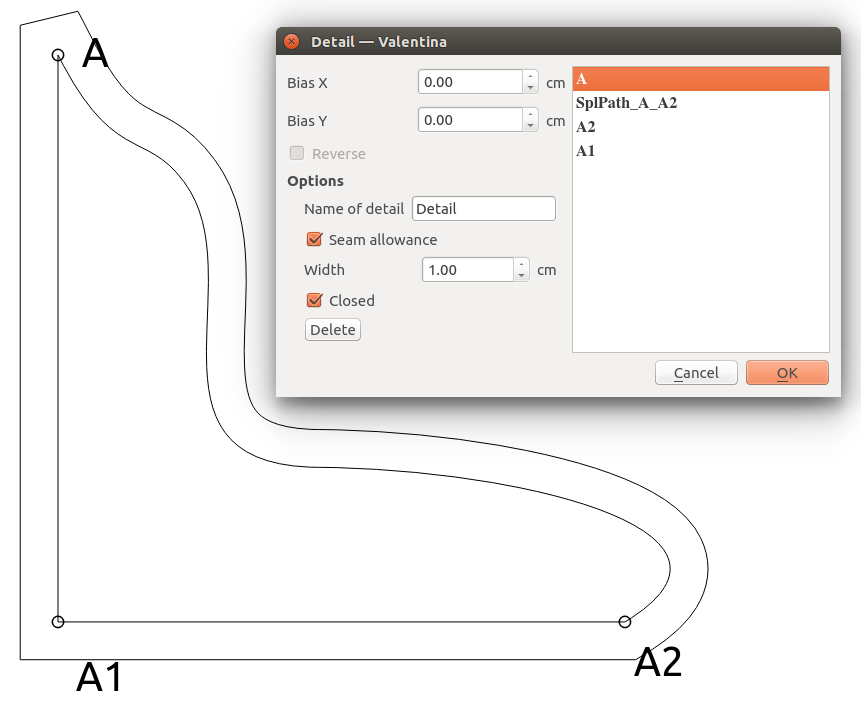 A
Detail — Valentina
Bias X 0.00 cm
Bias Y 0.00 cm
Reverse
Options
Name of detail Detail
Seam allowance
Width 1.00 cm
Closed
Delete
A
SplPath_A_A2
A2
A1
Cancel OK
A1
A2